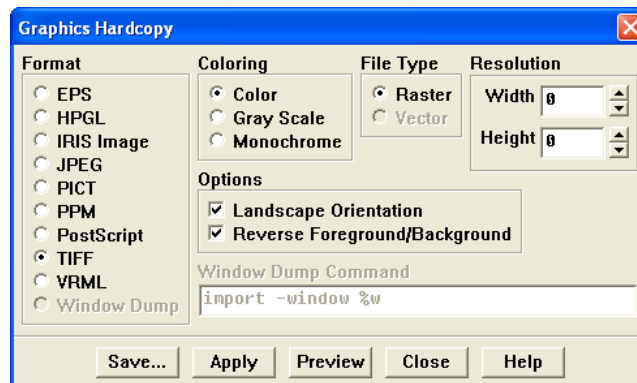 Graphics Hardcopy
Format
EPS
HPGL
IRIS Image
JPEG
PICT
PPM
PostScript
TIFF
VRML
Window Dump
Coloring
Color
Gray Scale
Monochrome
File Type
Raster
Vector
Resolution
Width 0
Height 0
Options
Landscape Orientation
Reverse Foreground/Background
Window Dump Command
import -window %w
Save... Apply Preview Close Help